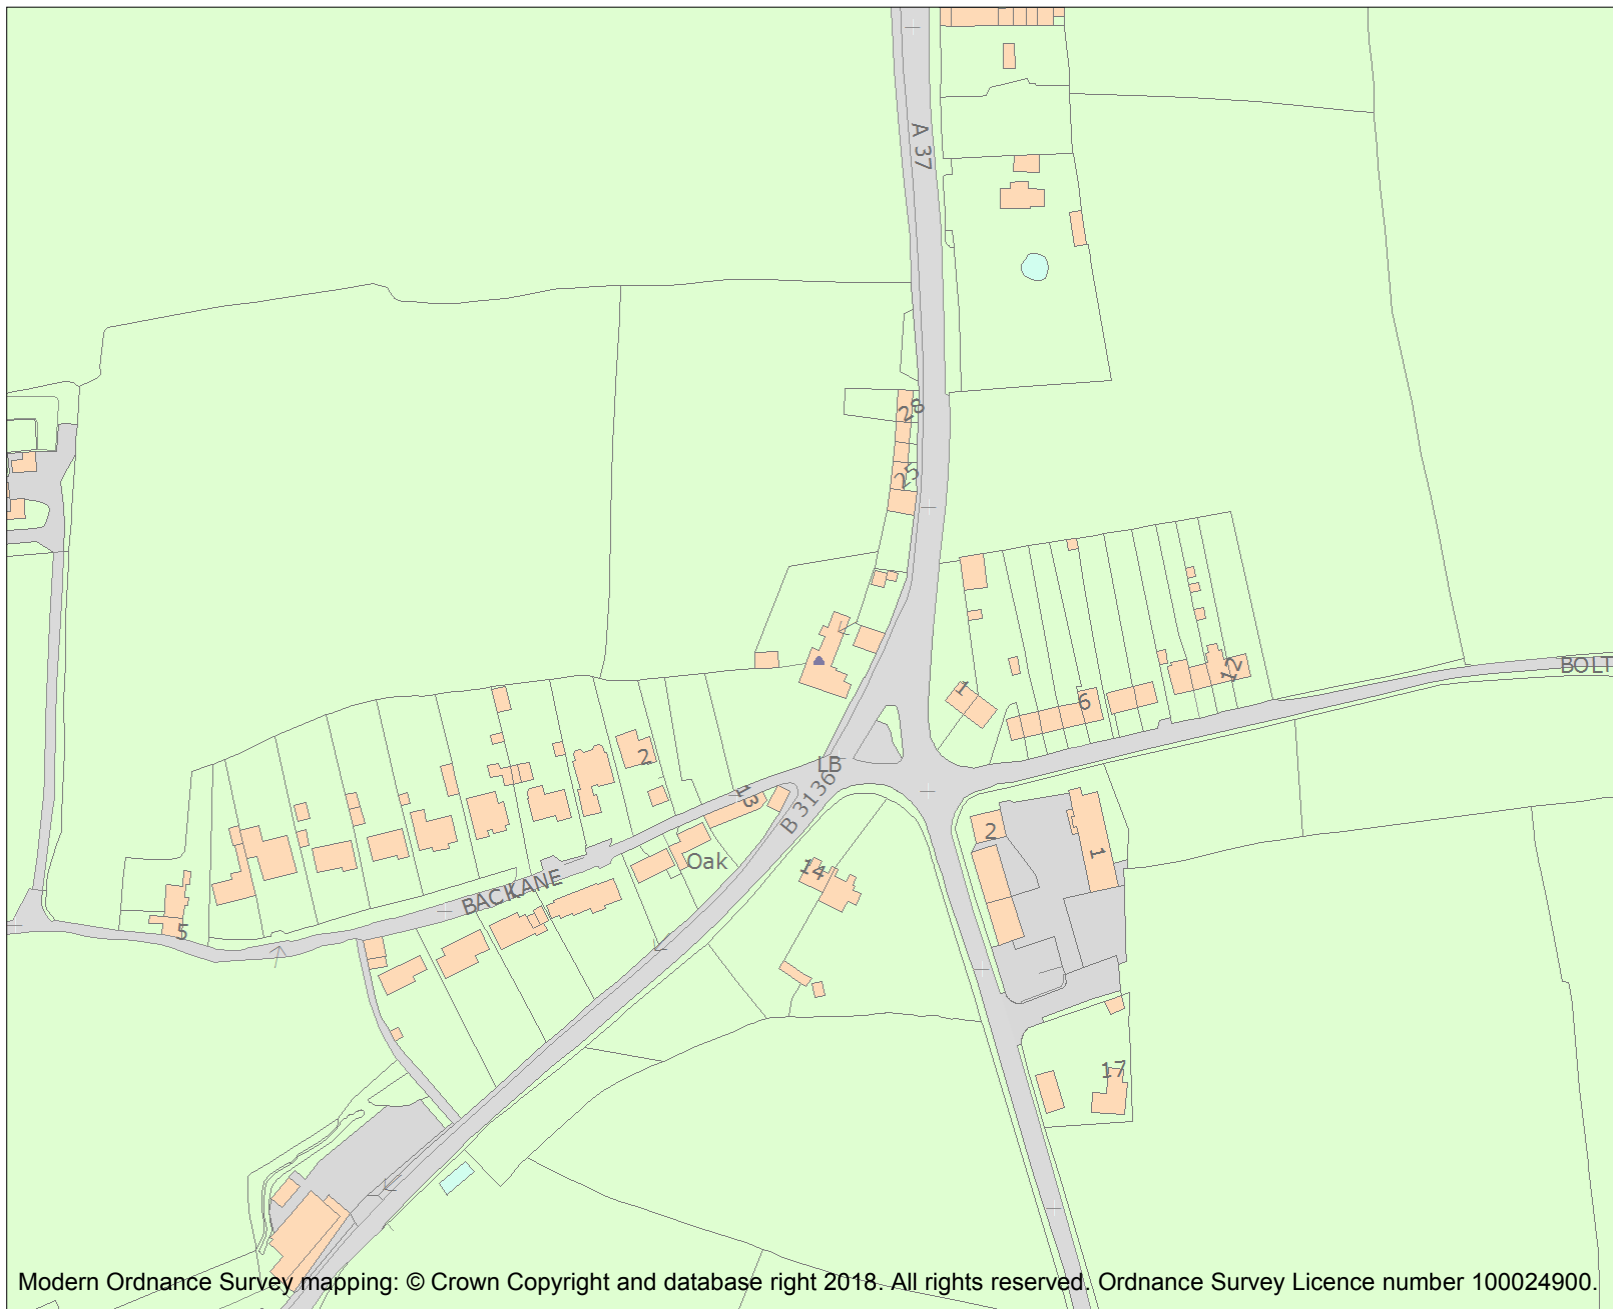 A 37
28
25
BOLT
12
1
6
2
LB
13
B 3136
2
1
Oak
14
BACK LANE
5
17
Modern Ordnance Survey mapping: © Crown Copyright and database right 2018. All rights reserved. Ordnance Survey Licence number 100024900.